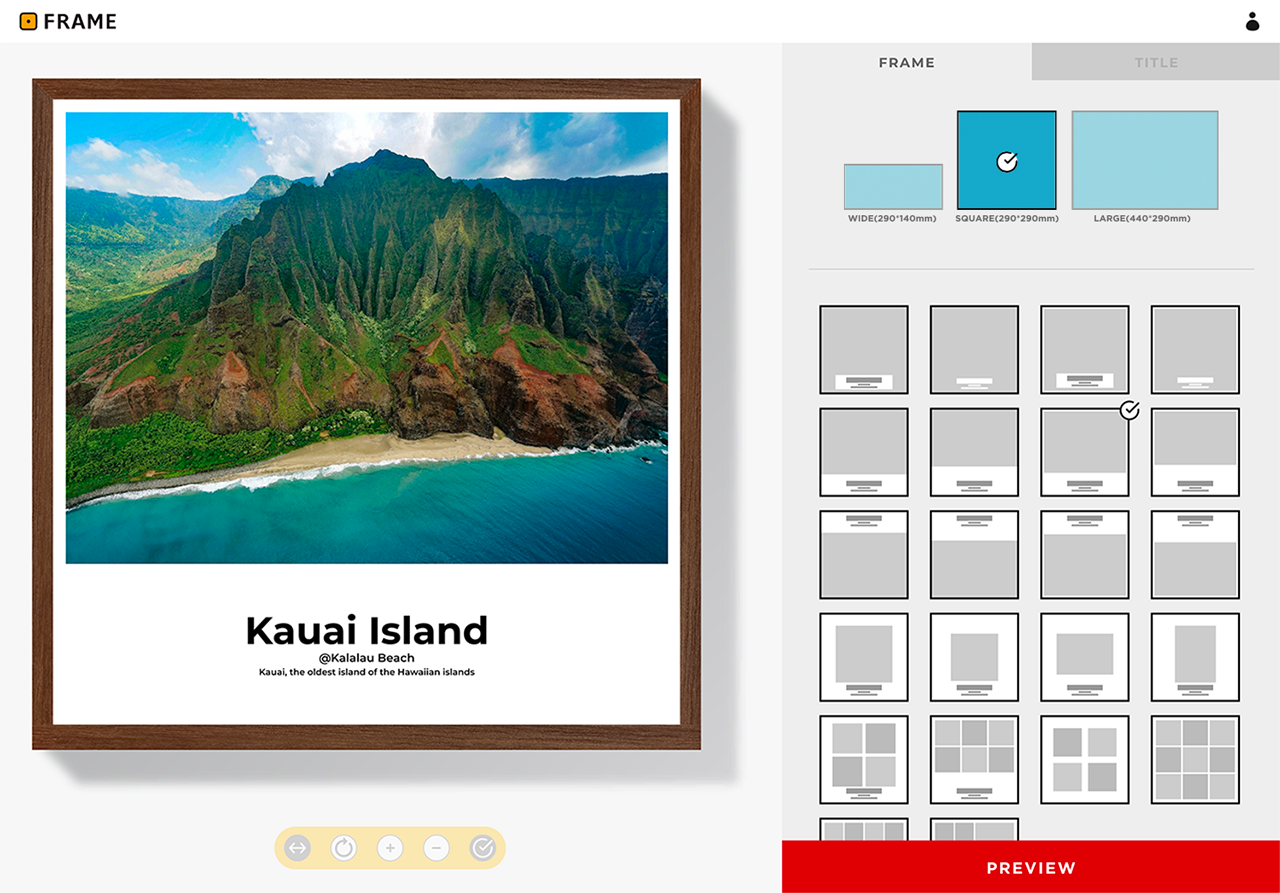 FRAME
FRAME
TITLE
WIDE(290*140mm)
SQUARE(290*290mm)
LARGE(440*290mm)
Kauai Island
@Kalalau Beach
Kauai, the oldest island of the Hawaiian islands
PREVIEW